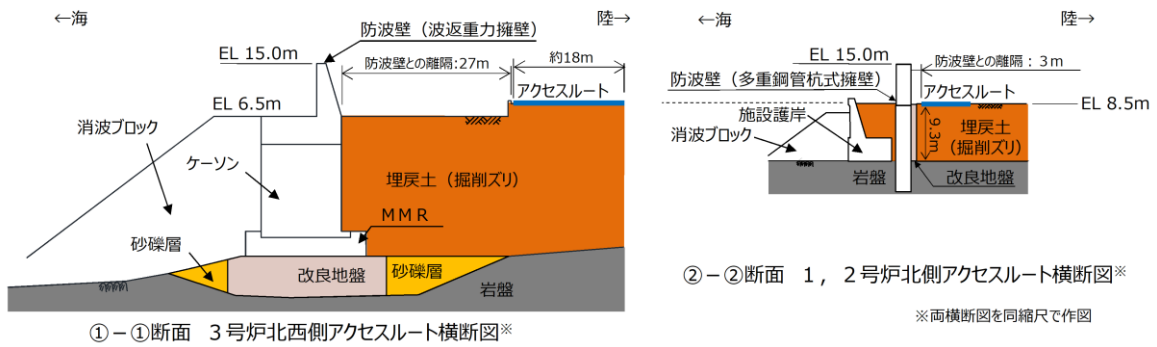 ←海
陸→
防波壁（波返重力擁壁）
EL 15.0m
防波壁との離隔:27m
約18m
アクセスルート
EL 6.5m
消波ブロック
ケーソン
埋戻土（掘削ズリ）
MMR
砂礫層
改良地盤
砂礫層
岩盤
①－①断面　3号炉北西側アクセスルート横断図※
←海
陸→
EL 15.0m
防波壁との離隔：3m
防波壁（多重鋼管杭式擁壁）
アクセスルート
EL 8.5m
施設護岸
消波ブロック
9.3m
埋戻土
（掘削ズリ）
岩盤
改良地盤
②－②断面　1，2号炉北側アクセスルート横断図※
※両横断図を同縮尺で作図